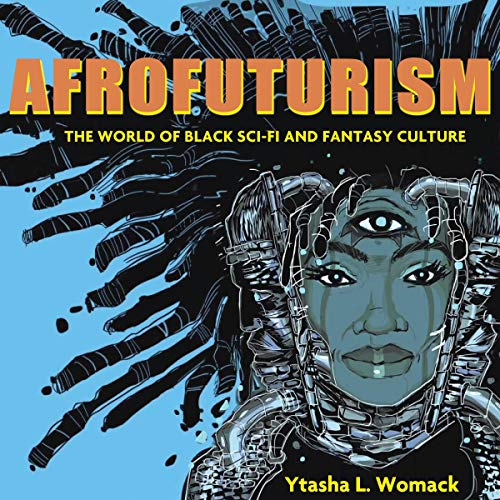 AFROFUTURISM
THE WORLD OF BLACK SCI-FI AND FANTASY CULTURE
Ytasha L. Womack